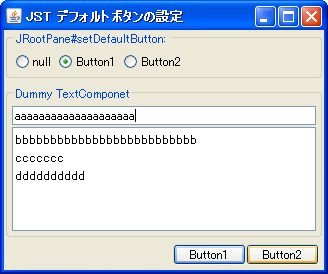 JST デフォルトボタンの設定
JRootPane#setDefaultButton:
null Button1 Button2
Dummy TextComponet
aaaaaaaaaaaaaaaaaaaa
bbbbbbbbbbbbbbbbbbbbbbbbbb
ccccccc
dddddddddd
Button1 Button2